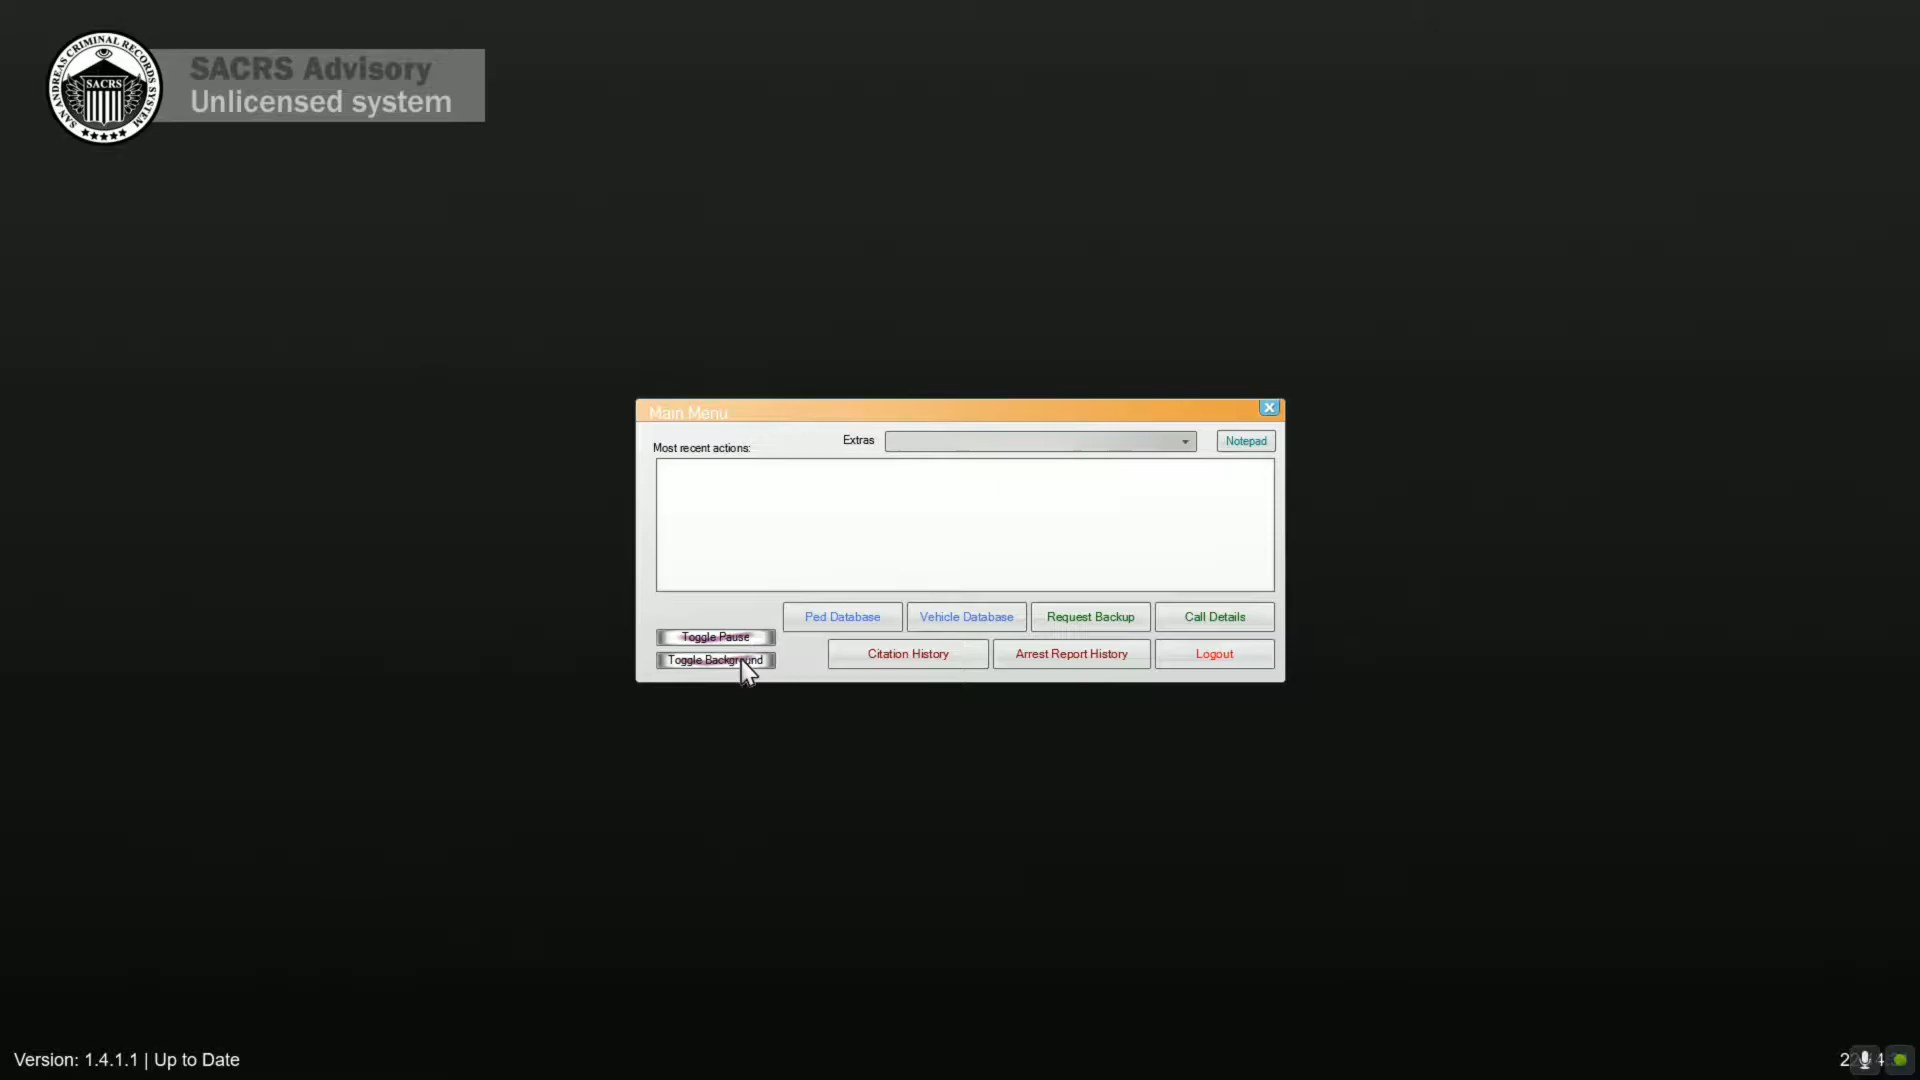 SAN ANDREAS CRIMINAL RECORDS SYSTEM
SACRS
SACRS Advisory
Unlicensed system
Main Menu
Most recent actions:
Extras
Notepad
Ped Database
Vehicle Database
Request Backup
Call Details
Toggle Pause
Toggle Background
Citation History
Arrest Report History
Logout
Version: 1.4.1.1 | Up to Date